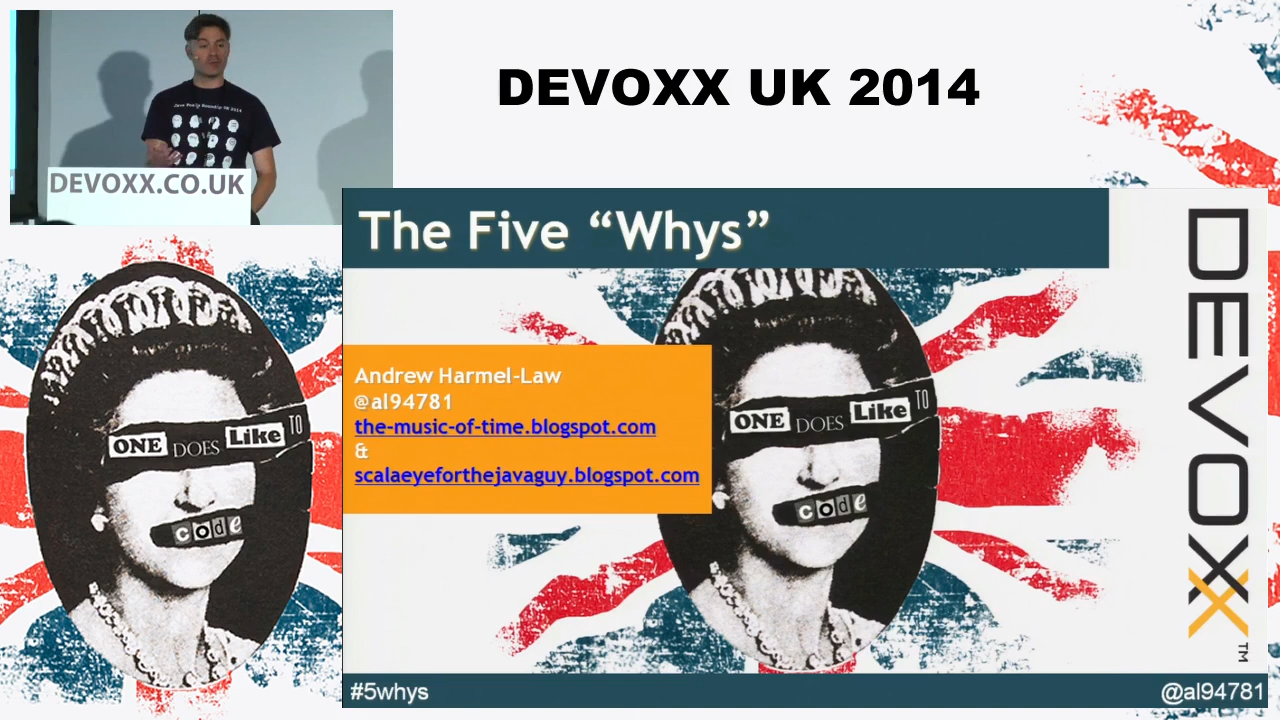 DEVOXX UK 2014
DEVOXX.CO.UK
The Five “Whys”
Andrew Harmel-Law
@al94781
the-music-of-time.blogspot.com
&
scalaeyeforthejavaguy.blogspot.com
ONE DOES Like TO
code
ONE DOES Like TO
code
DEVOXX™
#5whys
@al94781